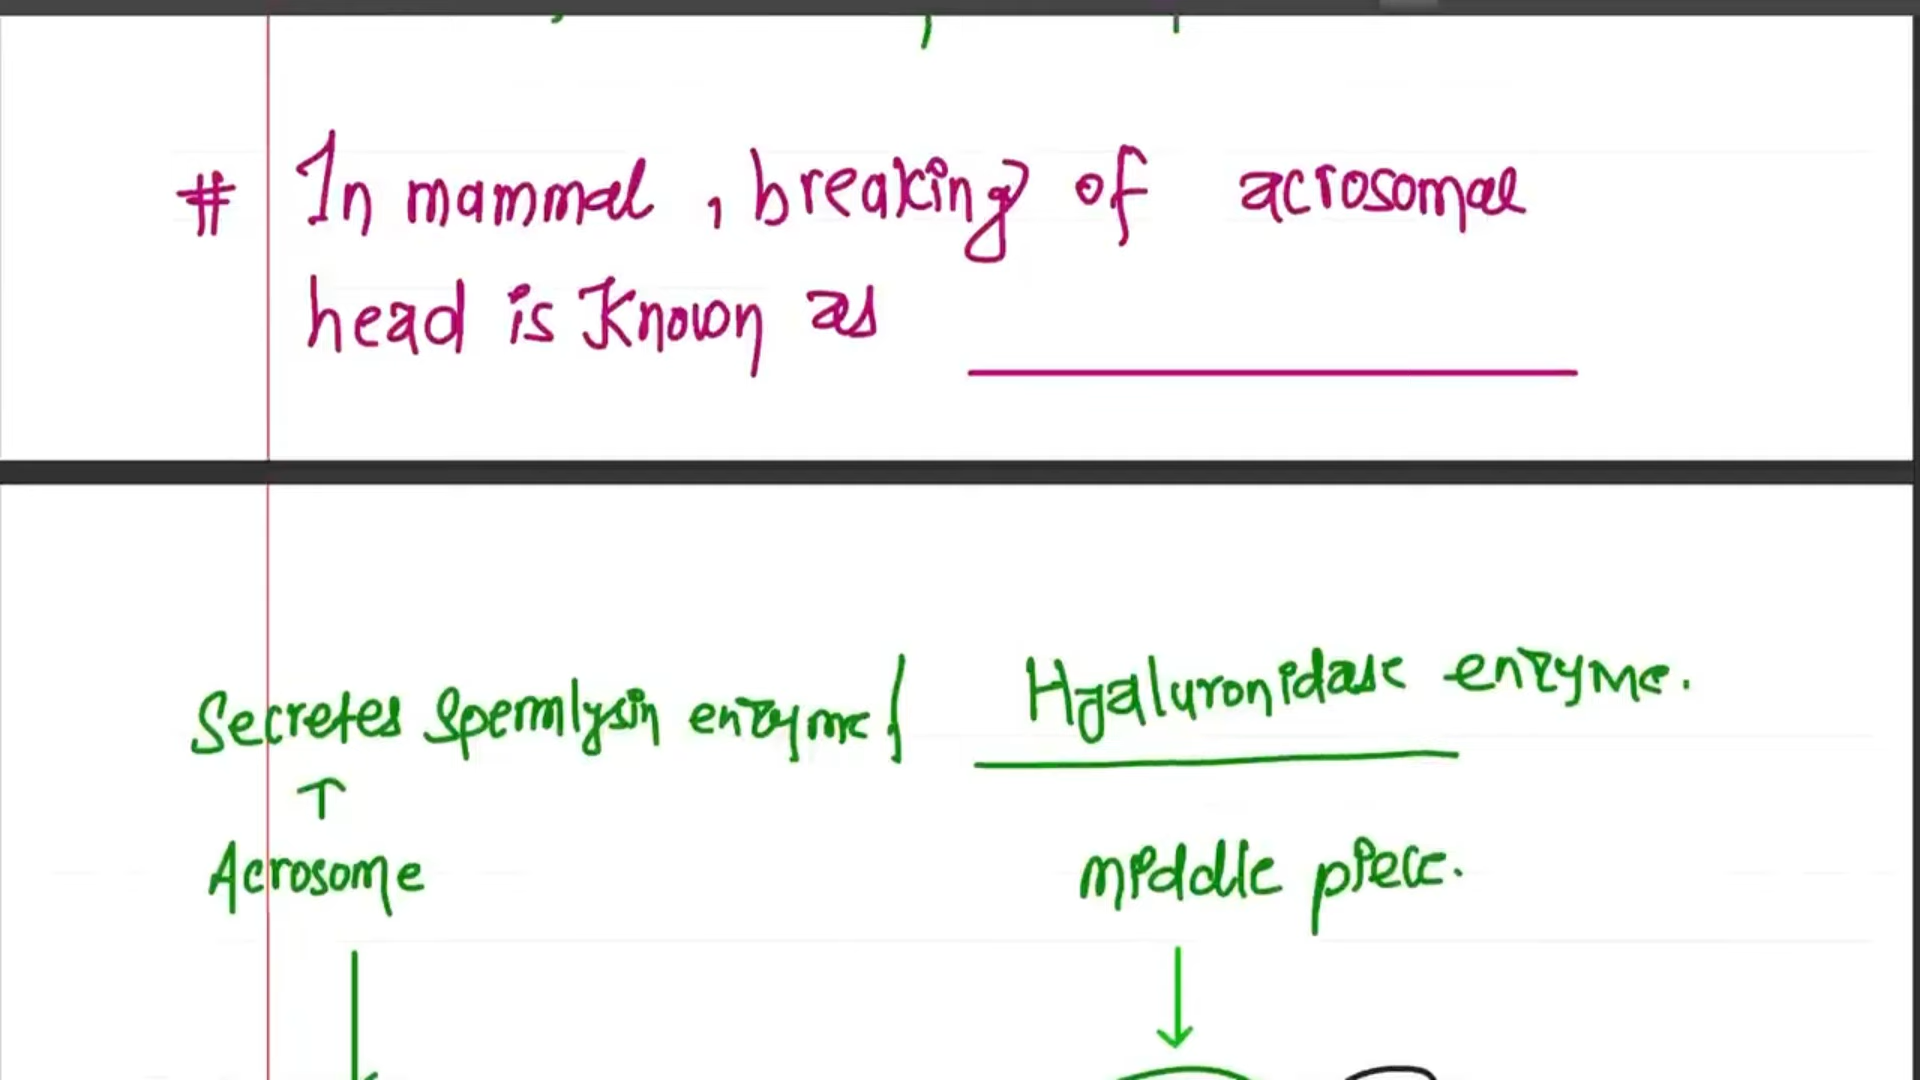 # In mammal, breaking of acrosomal
head is known as
Secretes Spermlysin enzyme / Hyaluronidase enzyme.
Acrosome
middle piece.